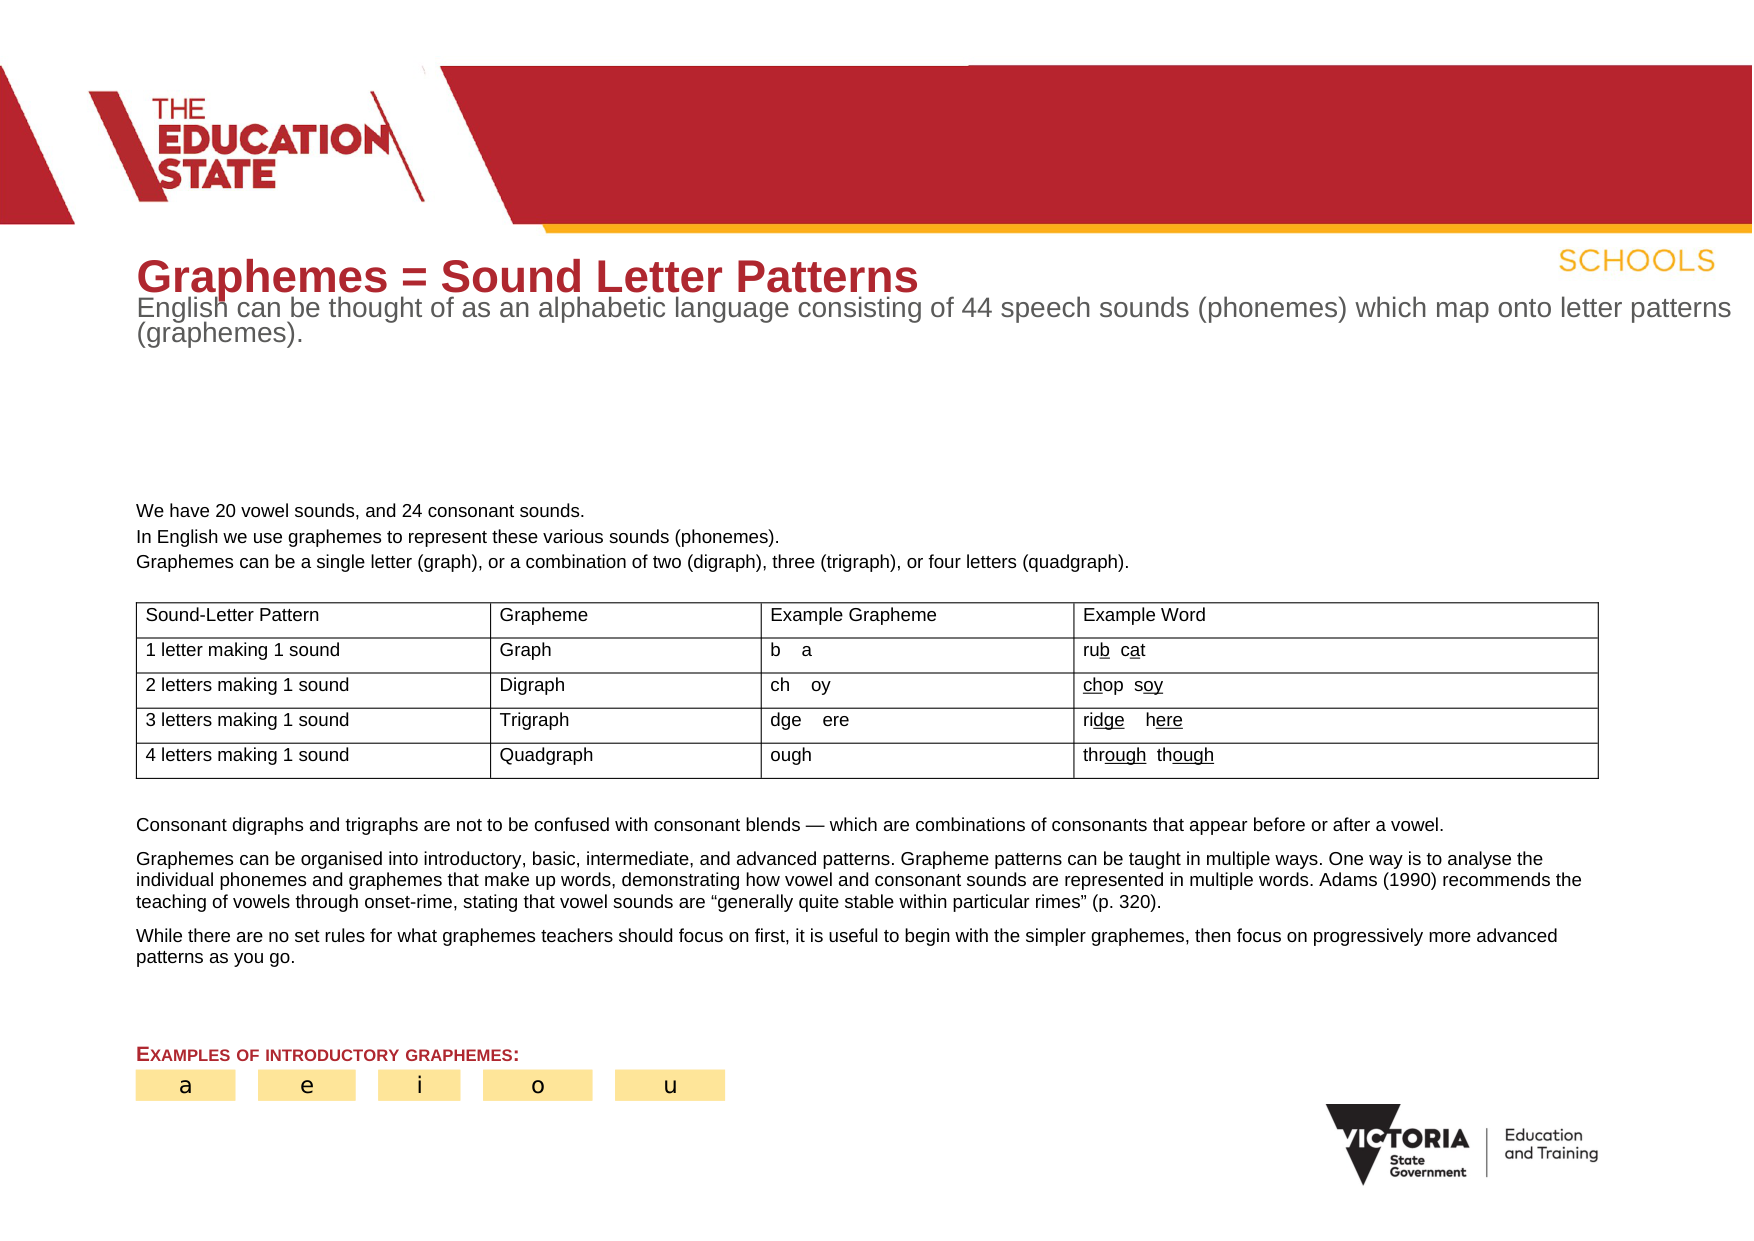 THE
EDUCATION
STATE
SCHOOLS
Graphemes = Sound Letter Patterns
English can be thought of as an alphabetic language consisting of 44 speech sounds (phonemes) which map onto letter patterns
(graphemes).
We have 20 vowel sounds, and 24 consonant sounds.
In English we use graphemes to represent these various sounds (phonemes).
Graphemes can be a single letter (graph), or a combination of two (digraph), three (trigraph), or four letters (quadgraph).
Sound-Letter Pattern Grapheme Example Grapheme Example Word
1 letter making 1 sound Graph b a rub cat
2 letters making 1 sound Digraph ch oy chop soy
3 letters making 1 sound Trigraph dge ere ridge here
4 letters making 1 sound Quadgraph ough through though
Consonant digraphs and trigraphs are not to be confused with consonant blends — which are combinations of consonants that appear before or after a vowel.
Graphemes can be organised into introductory, basic, intermediate, and advanced patterns. Grapheme patterns can be taught in multiple ways. One way is to analyse the
individual phonemes and graphemes that make up words, demonstrating how vowel and consonant sounds are represented in multiple words. Adams (1990) recommends the
teaching of vowels through onset-rime, stating that vowel sounds are “generally quite stable within particular rimes” (p. 320).
While there are no set rules for what graphemes teachers should focus on first, it is useful to begin with the simpler graphemes, then focus on progressively more advanced
patterns as you go.
EXAMPLES OF INTRODUCTORY GRAPHEMES:
a e i o u
VICTORIA
State
Government
Education
and Training